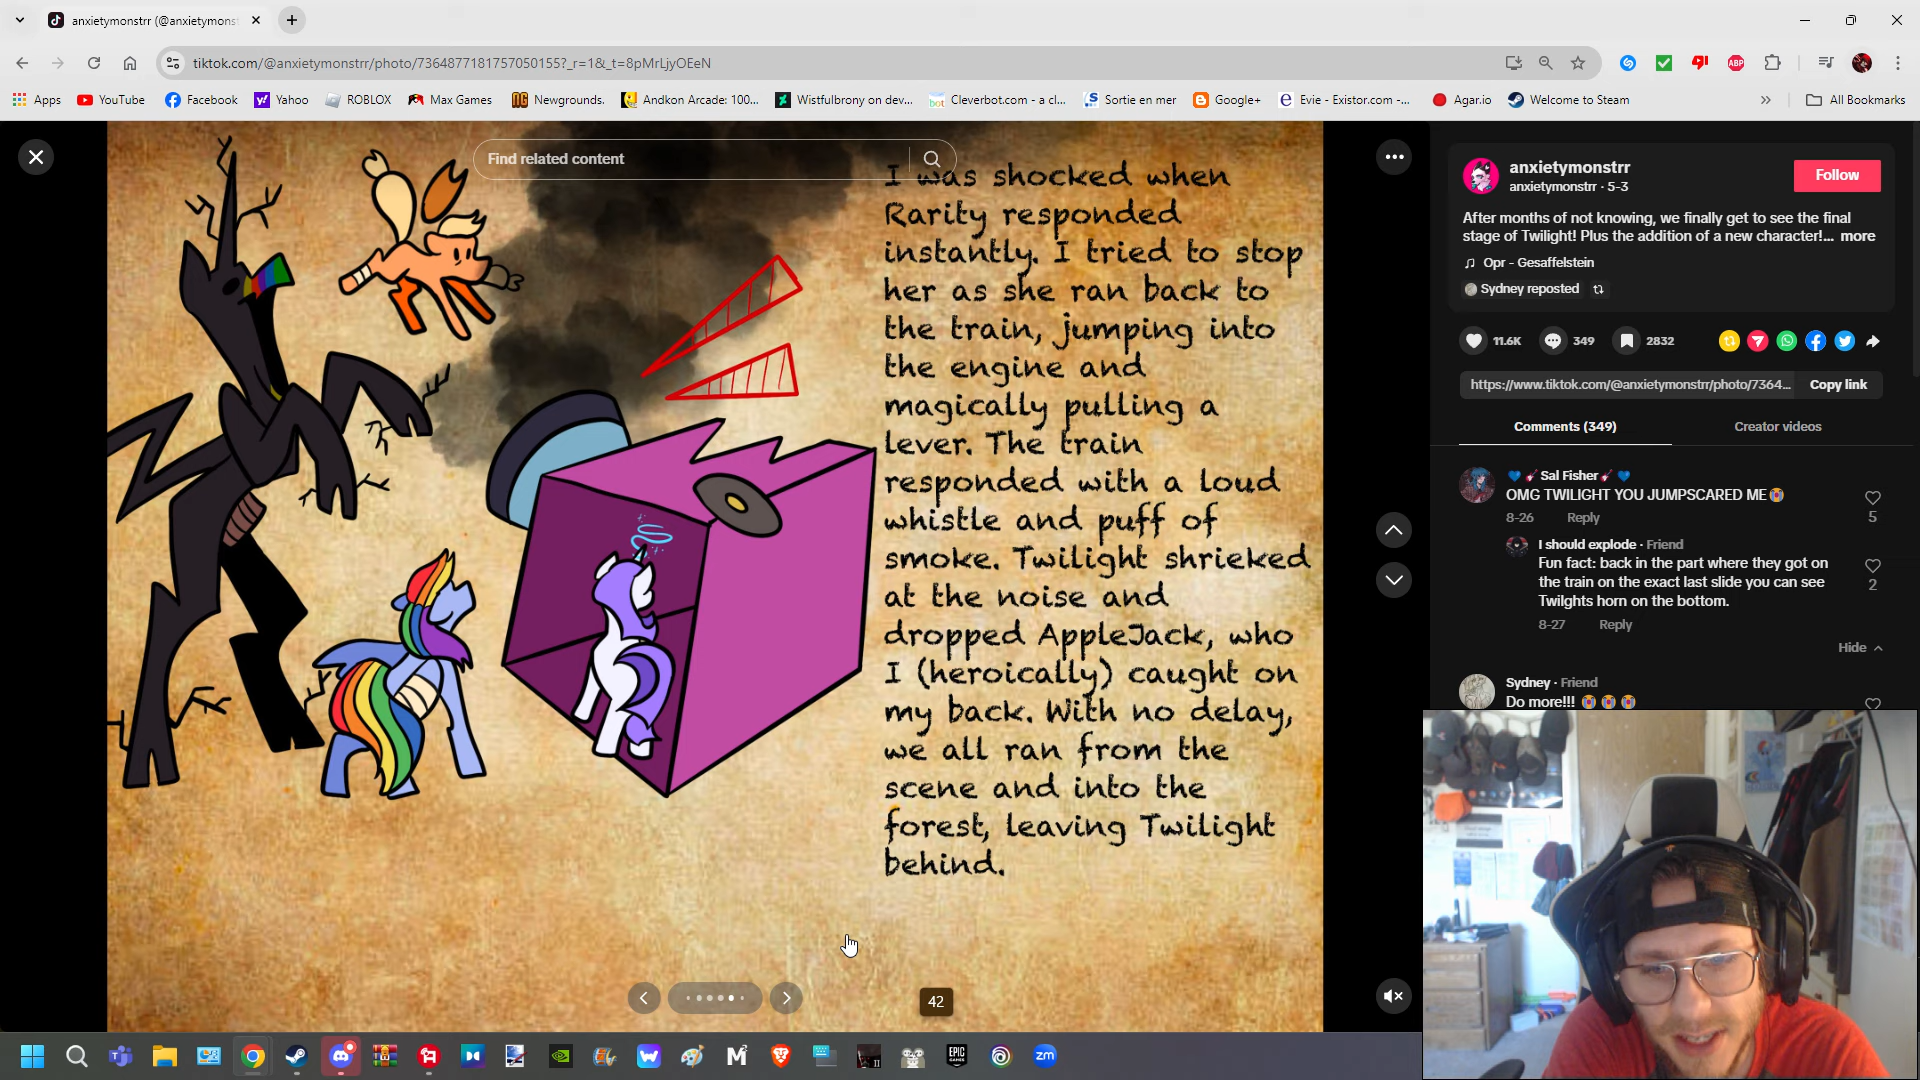 anxietymonstrr (@anxietymonst
tiktok.com/@anxietymonstrr/photo/7364877181757050155?_r=1&_t=8pMrLjyOEeN
Apps YouTube Facebook Yahoo ROBLOX Max Games Newgrounds. Andkon Arcade: 100... Wistfulbrony on dev... Cleverbot.com - a cl... Sortie en mer Google+ Evie - Existor.com -... Agar.io Welcome to Steam » All Bookmarks
Find related content
I was shocked when
Rarity responded
instantly. I tried to stop
her as she ran back to
the train, jumping into
the engine and
magically pulling a
lever. The train
responded with a loud
whistle and puff of
smoke. Twilight shrieked
at the noise and
dropped AppleJack, who
I (heroically) caught on
my back. With no delay,
we all ran from the
scene and into the
forest, leaving Twilight
behind.
42
anxietymonstrr
anxietymonstrr · 5-3
Follow
After months of not knowing, we finally get to see the final
stage of Twilight! Plus the addition of a new character!... more
Opr - Gesaffelstein
Sydney reposted
11.6K 349 2832
https://www.tiktok.com/@anxietymonstrr/photo/7364... Copy link
Comments (349) Creator videos
Sal Fisher
OMG TWILIGHT YOU JUMPSCARED ME
8-26 Reply
5
I should explode · Friend
Fun fact: back in the part where they got on
the train on the exact last slide you can see
Twilghts horn on the bottom.
2
8-27 Reply
Hide
Sydney · Friend
Do more!!!
ABP
EPIC
GAMES
zm